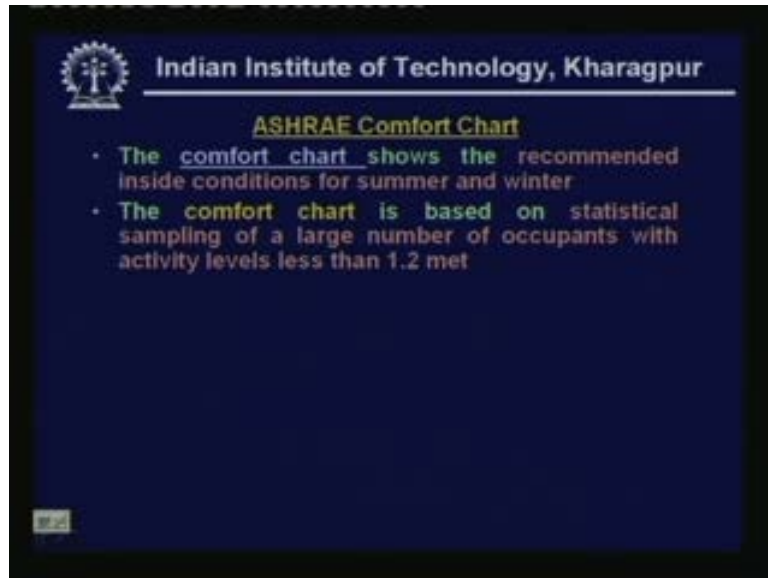 Indian Institute of Technology, Kharagpur
ASHRAE Comfort Chart
• The comfort chart shows the recommended
inside conditions for summer and winter
• The comfort chart is based on statistical
sampling of a large number of occupants with
activity levels less than 1.2 met